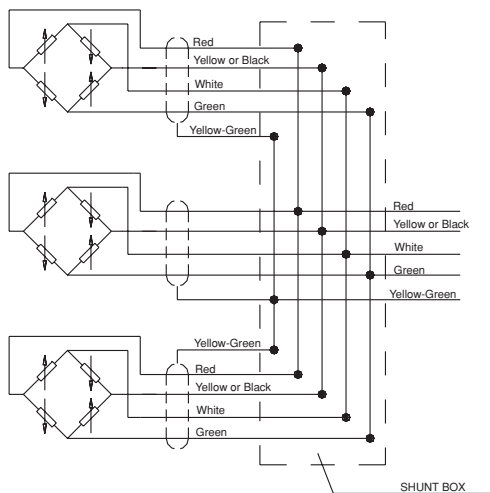 Red
Yellow or Black
White
Green
Yellow-Green
Red
Yellow or Black
White
Green
Yellow-Green
Yellow-Green
Red
Yellow or Black
White
Green
SHUNT BOX